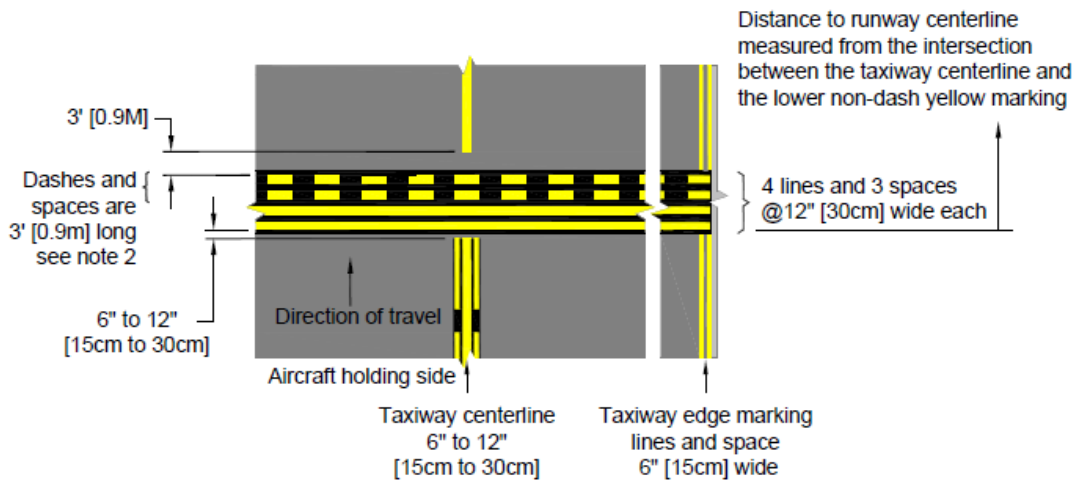 Distance to runway centerline
measured from the intersection
between the taxiway centerline and
the lower non-dash yellow marking
3' [0.9M]
Dashes and
spaces are
3' [0.9m] long
see note 2
4 lines and 3 spaces
@12" [30cm] wide each
6" to 12"
[15cm to 30cm]
Direction of travel
Aircraft holding side
Taxiway centerline
6" to 12"
[15cm to 30cm]
Taxiway edge marking
lines and space
6" [15cm] wide